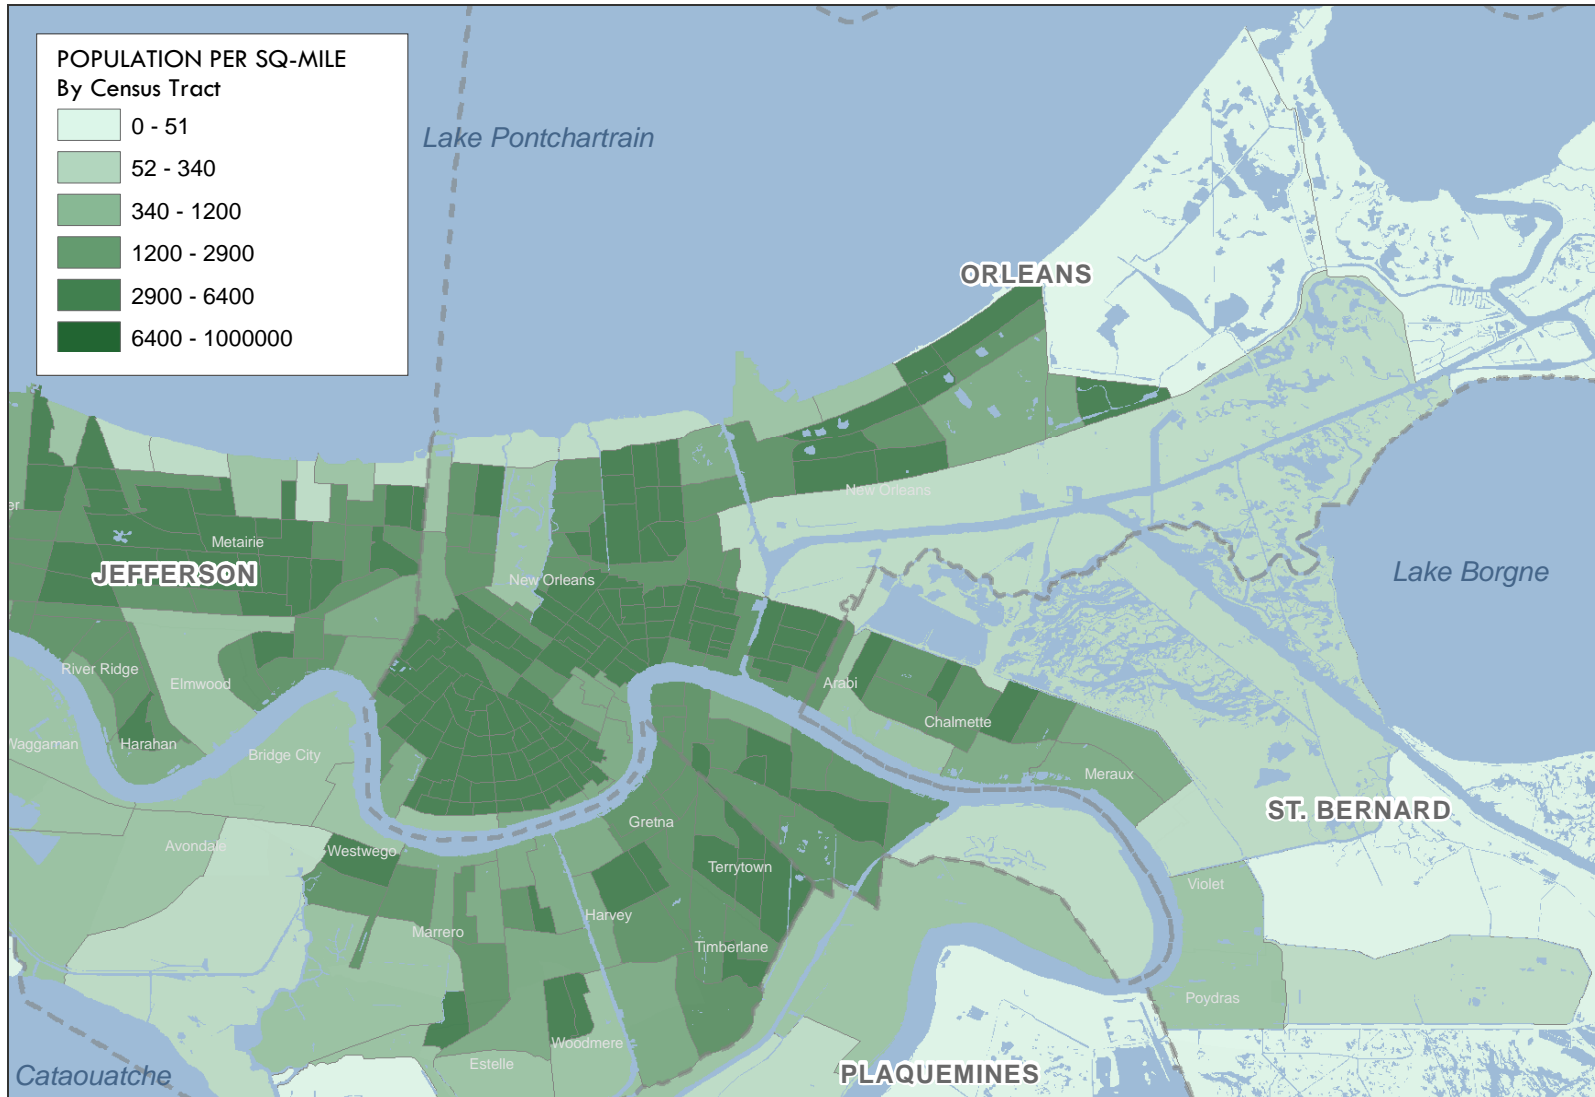 POPULATION PER SQ-MILE
By Census Tract
0 - 51
52 - 340
340 - 1200
1200 - 2900
2900 - 6400
6400 - 1000000
Lake Pontchartrain
ORLEANS
New Orleans
er
Metairie
JEFFERSON
New Orleans
Lake Borgne
River Ridge
Elmwood
Arabi
Harahan
Waggaman
Bridge City
Chalmette
Meraux
ST. BERNARD
Gretna
Avondale
Westwego
Terrytown
Violet
Harvey
Marrero
Timberlane
Poydras
Woodmere
Estelle
PLAQUEMINES
Cataouatche